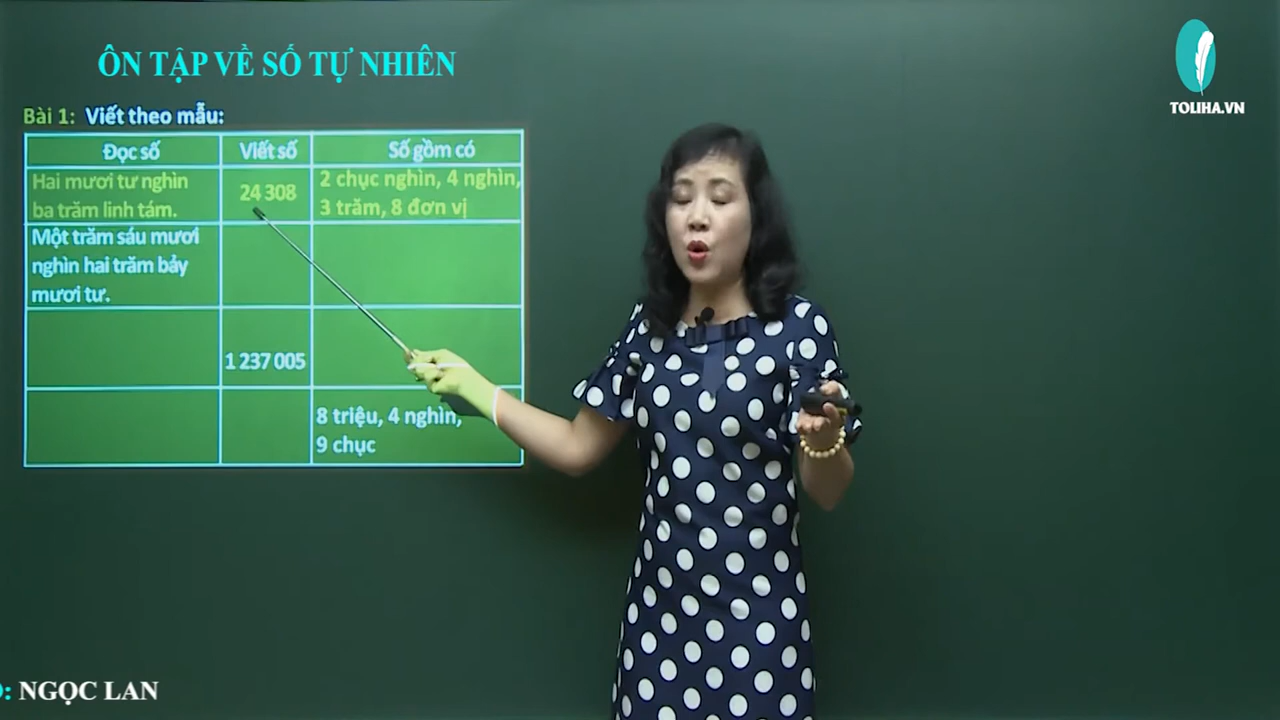 ÔN TẬP VỀ SỐ TỰ NHIÊN
TOLIHA.VN
Bài 1: Viết theo mẫu:
Đọc số
Viết số
Số gồm có
Hai mươi tư nghìn
ba trăm linh tám.
24 308
2 chục nghìn, 4 nghìn,
3 trăm, 8 đơn vị
Một trăm sáu mươi
nghìn hai trăm bảy
mươi tư.
1 237 005
8 triệu, 4 nghìn,
9 chục
: NGỌC LAN